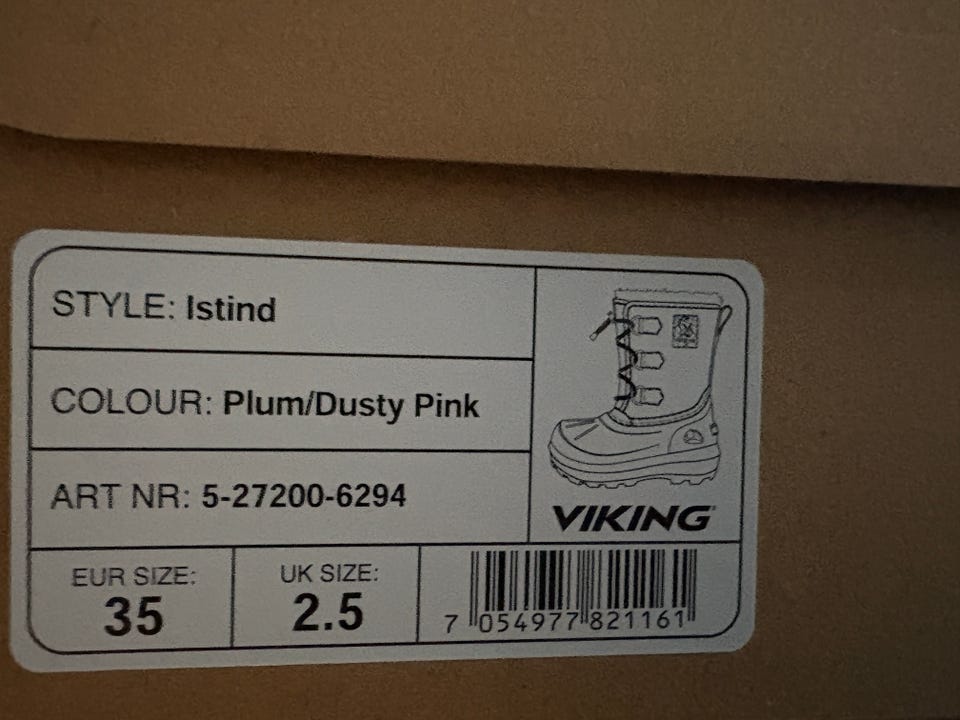 STYLE: Istind
COLOUR: Plum/Dusty Pink
ART NR: 5-27200-6294
VIKING
EUR SIZE:
35
UK SIZE:
2.5
7 054977 821161